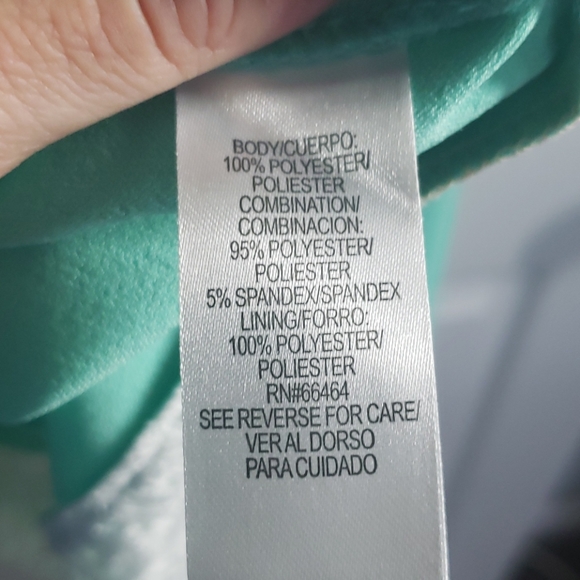 BODY/CUERPO:
100% POLYESTER/
POLIESTER
COMBINATION/
COMBINACION:
95% POLYESTER/
POLIESTER
5% SPANDEX/SPANDEX
LINING/FORRO:
100% POLYESTER/
POLIESTER
RN#66464
SEE REVERSE FOR CARE/
VER AL DORSO
PARA CUIDADO